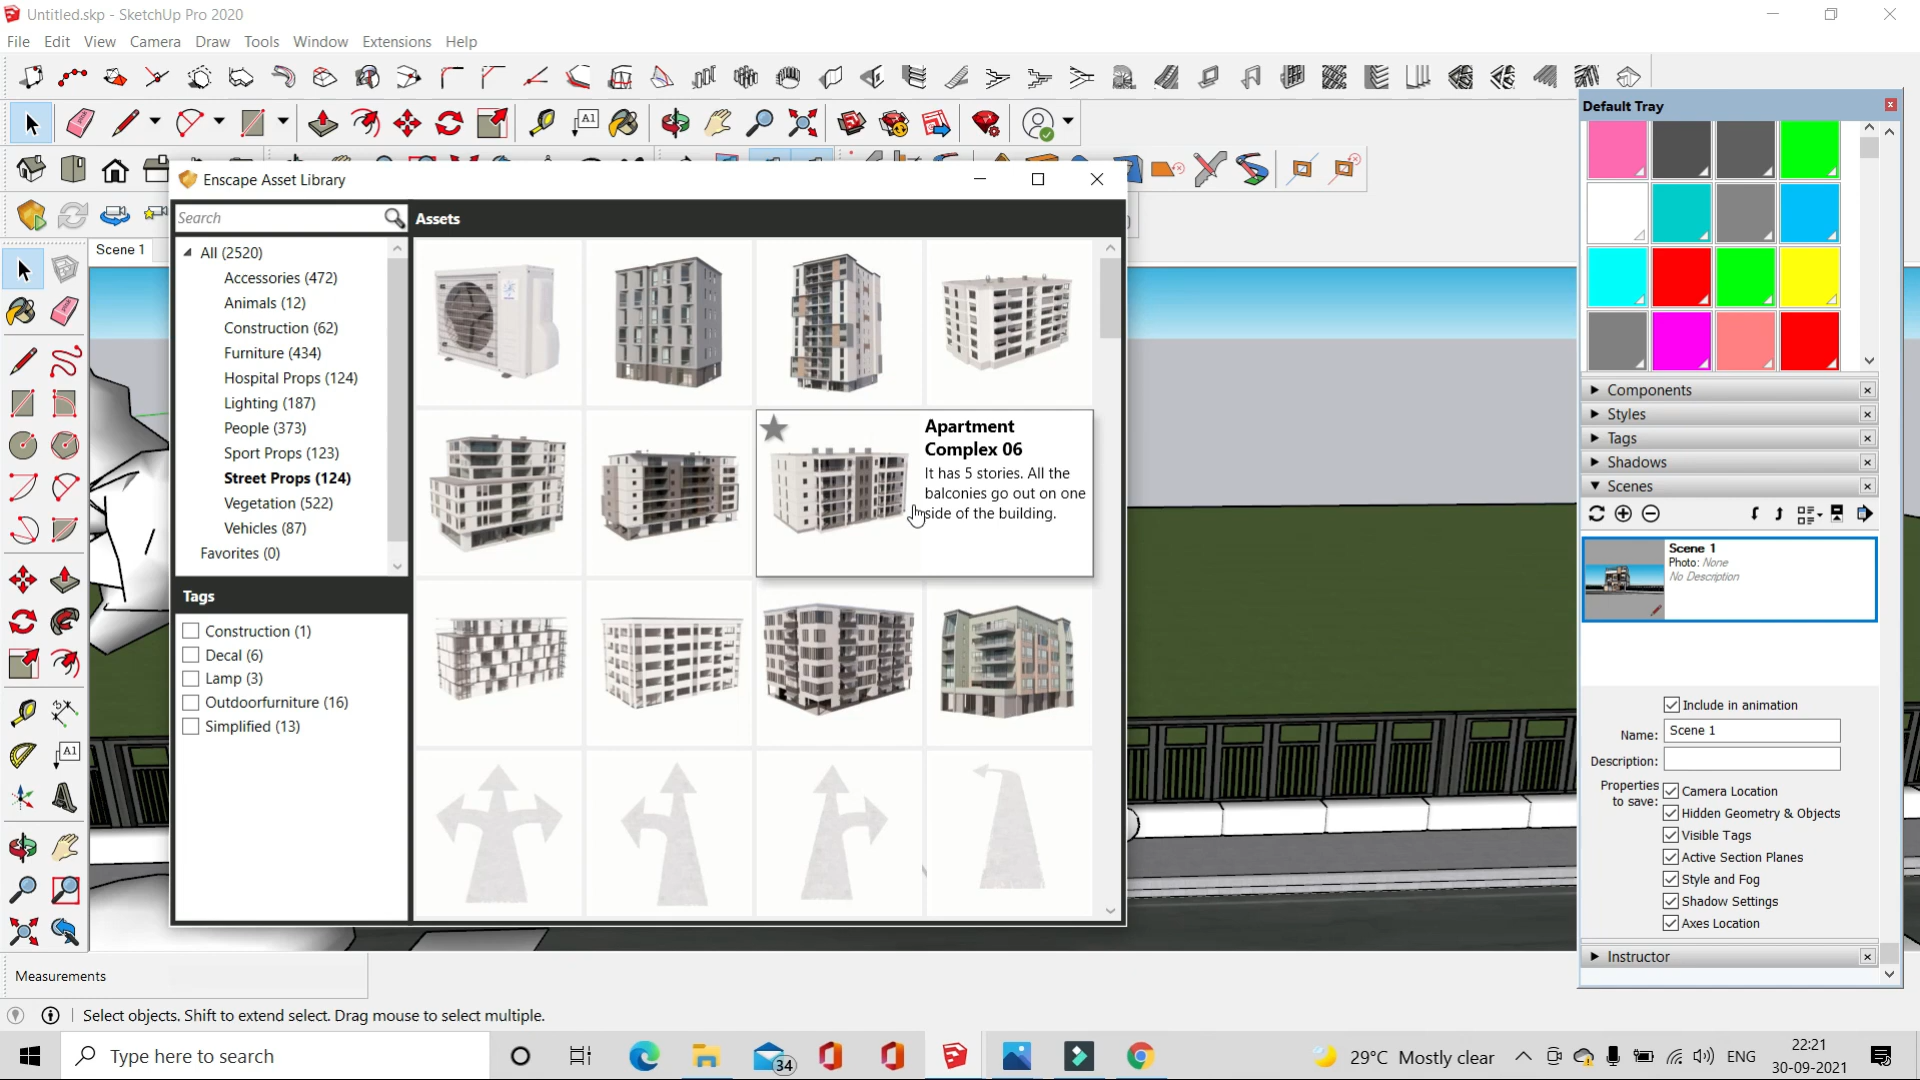 Untitled.skp - SketchUp Pro 2020
File Edit View Camera Draw Tools Window Extensions Help
Default Tray
Enscape Asset Library
Search
Assets
Scene 1
All (2520)
Accessories (472)
Animals (12)
Construction (62)
Furniture (434)
Hospital Props (124)
Lighting (187)
People (373)
Sport Props (123)
Street Props (124)
Vegetation (522)
Vehicles (87)
Favorites (0)
Tags
Construction (1)
Decal (6)
Lamp (3)
Outdoorfurniture (16)
Simplified (13)
Apartment
Complex 06
It has 5 stories. All the
balconies go out on one
side of the building.
Components
Styles
Tags
Shadows
Scenes
Scene 1
Photo: None
No Description
Include in animation
Name: Scene 1
Description:
Properties to save:
Camera Location
Hidden Geometry & Objects
Visible Tags
Active Section Planes
Style and Fog
Shadow Settings
Axes Location
Instructor
A1
A1
Measurements
Select objects. Shift to extend select. Drag mouse to select multiple.
Type here to search
34
29°C Mostly clear
ENG
22:21
30-09-2021